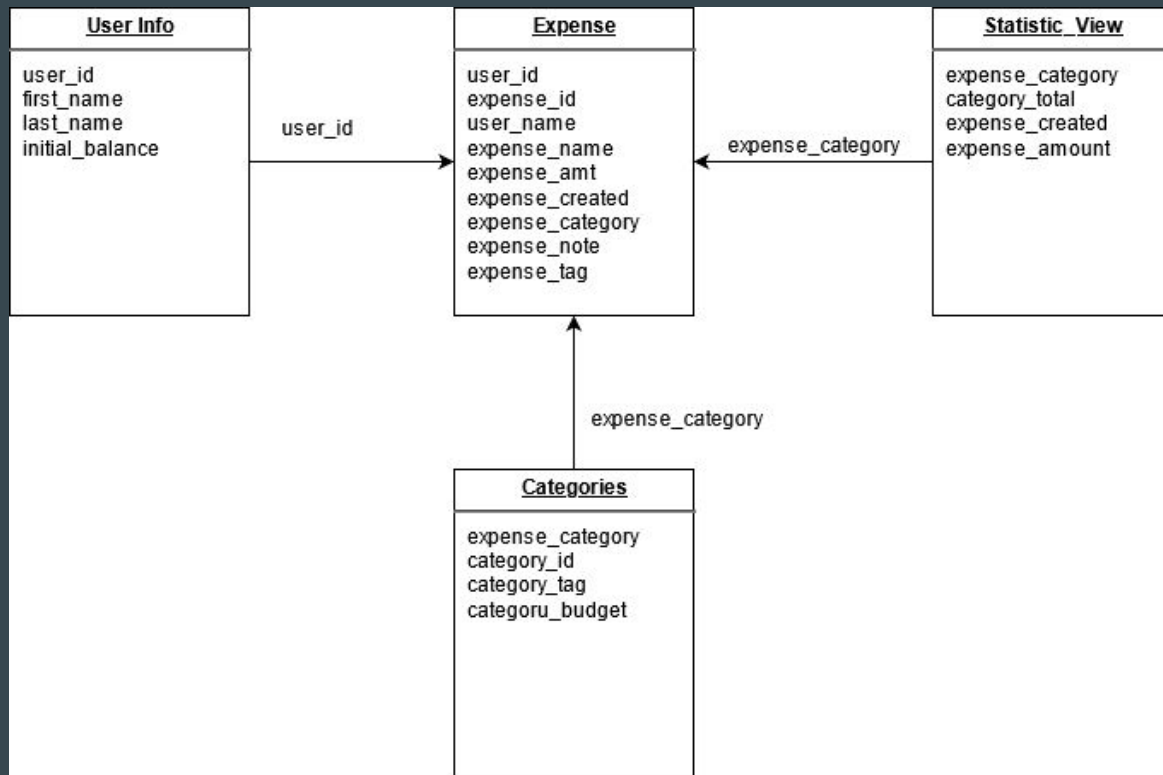 User Info
user_id
first_name
last_name
initial_balance
user_id
Expense
user_id
expense_id
user_name
expense_name
expense_amt
expense_created
expense_category
expense_note
expense_tag
expense_category
Statistic_View
expense_category
category_total
expense_created
expense_amount
expense_category
Categories
expense_category
category_id
category_tag
categoru_budget